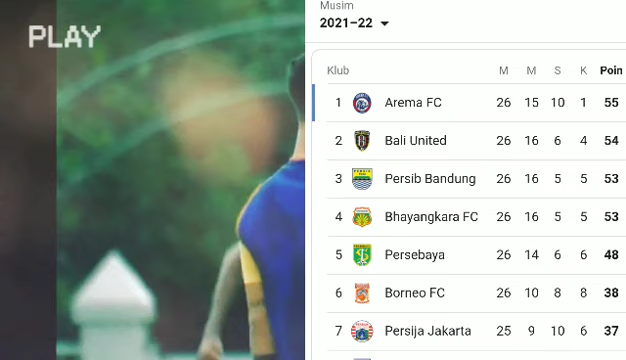 PLAY
Musim
2021–22
Klub M M S K Poin
1 Arema FC 26 15 10 1 55
2 Bali United 26 16 6 4 54
3 Persib Bandung 26 16 5 5 53
4 Bhayangkara FC 26 16 5 5 53
5 Persebaya 26 14 6 6 48
6 Borneo FC 26 10 8 8 38
7 Persija Jakarta 25 9 10 6 37